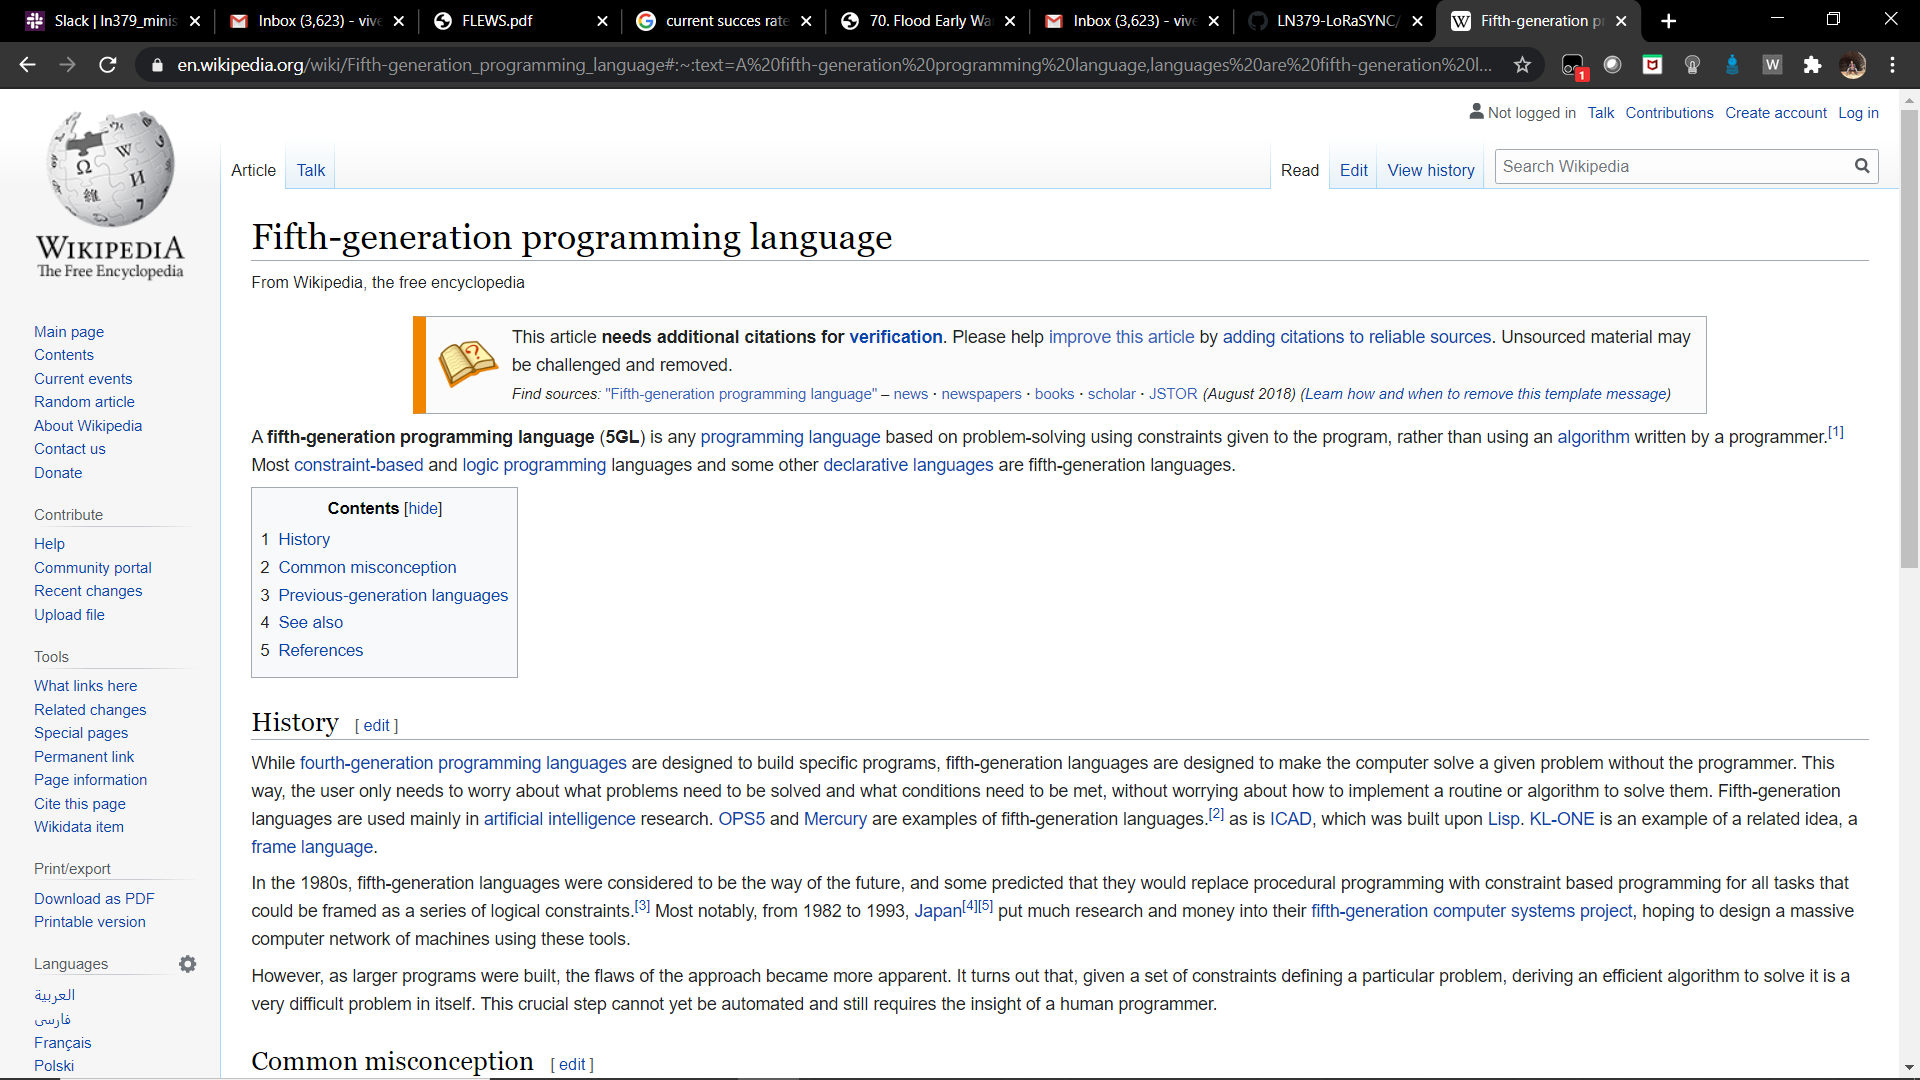 Slack | ln379_minis
Inbox (3,623) - vive
FLEWS.pdf
current succes rate
70. Flood Early Wa
Inbox (3,623) - vive
LN379-LoRaSYNC/
Fifth-generation pr
en.wikipedia.org/wiki/Fifth-generation_programming_language#:~:text=A%20fifth-generation%20programming%20language,languages%20are%20fifth-generation%20l...
1
W
Not logged in Talk Contributions Create account Log in
Article Talk Read Edit View history Search Wikipedia
WIKIPEDIA
The Free Encyclopedia
Main page
Contents
Current events
Random article
About Wikipedia
Contact us
Donate
Contribute
Help
Community portal
Recent changes
Upload file
Tools
What links here
Related changes
Special pages
Permanent link
Page information
Cite this page
Wikidata item
Print/export
Download as PDF
Printable version
Languages
العربية
فارسی
Français
Polski
Fifth-generation programming language
From Wikipedia, the free encyclopedia
This article needs additional citations for verification. Please help improve this article by adding citations to reliable sources. Unsourced material may
be challenged and removed.
Find sources: "Fifth-generation programming language" – news · newspapers · books · scholar · JSTOR (August 2018) (Learn how and when to remove this template message)
A fifth-generation programming language (5GL) is any programming language based on problem-solving using constraints given to the program, rather than using an algorithm written by a programmer.[1]
Most constraint-based and logic programming languages and some other declarative languages are fifth-generation languages.
Contents [hide]
1 History
2 Common misconception
3 Previous-generation languages
4 See also
5 References
History [ edit ]
While fourth-generation programming languages are designed to build specific programs, fifth-generation languages are designed to make the computer solve a given problem without the programmer. This
way, the user only needs to worry about what problems need to be solved and what conditions need to be met, without worrying about how to implement a routine or algorithm to solve them. Fifth-generation
languages are used mainly in artificial intelligence research. OPS5 and Mercury are examples of fifth-generation languages.[2] as is ICAD, which was built upon Lisp. KL-ONE is an example of a related idea, a
frame language.
In the 1980s, fifth-generation languages were considered to be the way of the future, and some predicted that they would replace procedural programming with constraint based programming for all tasks that
could be framed as a series of logical constraints.[3] Most notably, from 1982 to 1993, Japan[4][5] put much research and money into their fifth-generation computer systems project, hoping to design a massive
computer network of machines using these tools.
However, as larger programs were built, the flaws of the approach became more apparent. It turns out that, given a set of constraints defining a particular problem, deriving an efficient algorithm to solve it is a
very difficult problem in itself. This crucial step cannot yet be automated and still requires the insight of a human programmer.
Common misconception [ edit ]